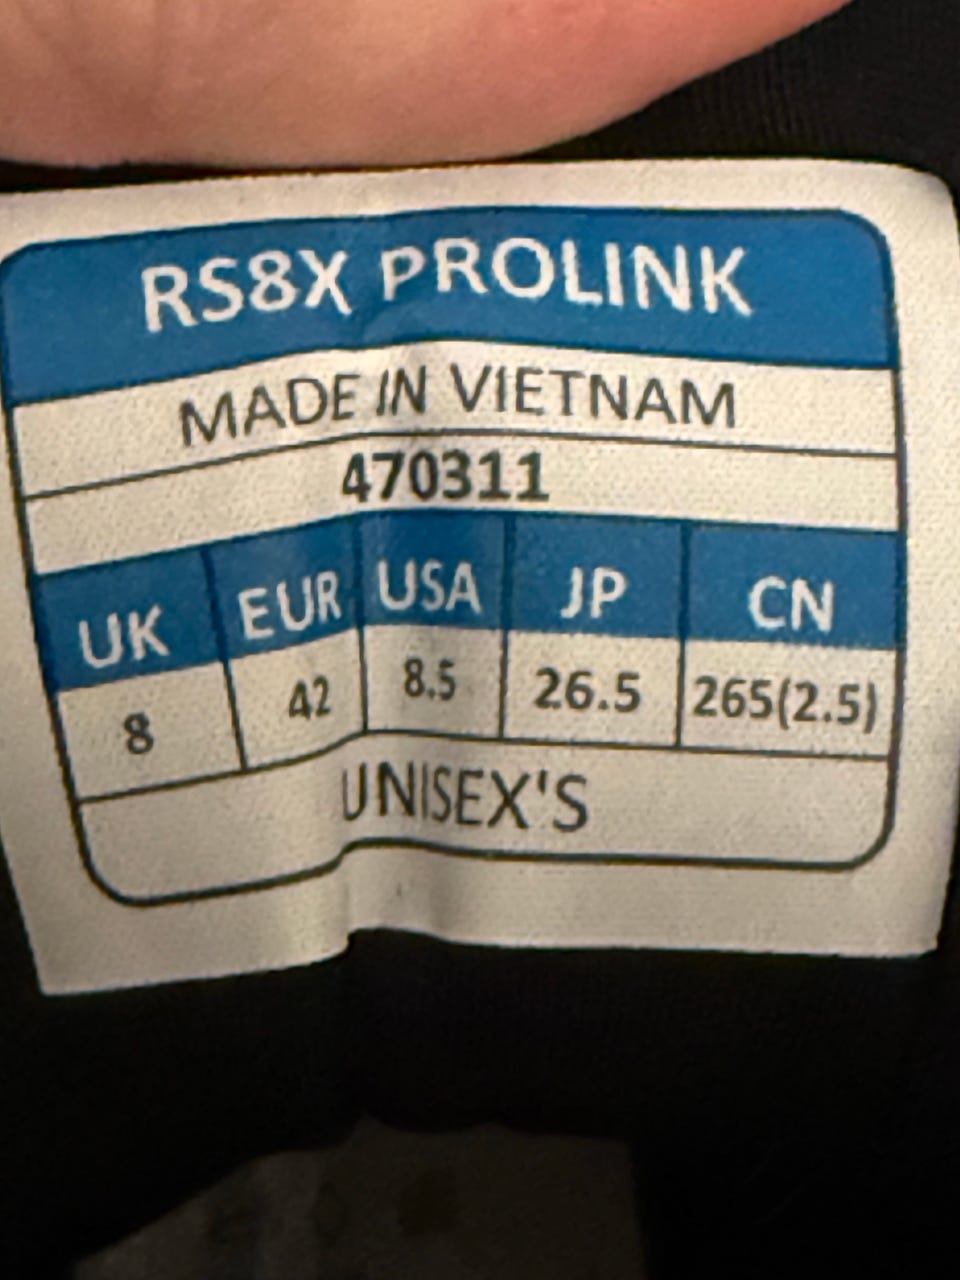 RS8X PROLINK
MADE IN VIETNAM
470311
UK EUR USA JP CN
8 42 8.5 26.5 265(2.5)
UNISEX'S